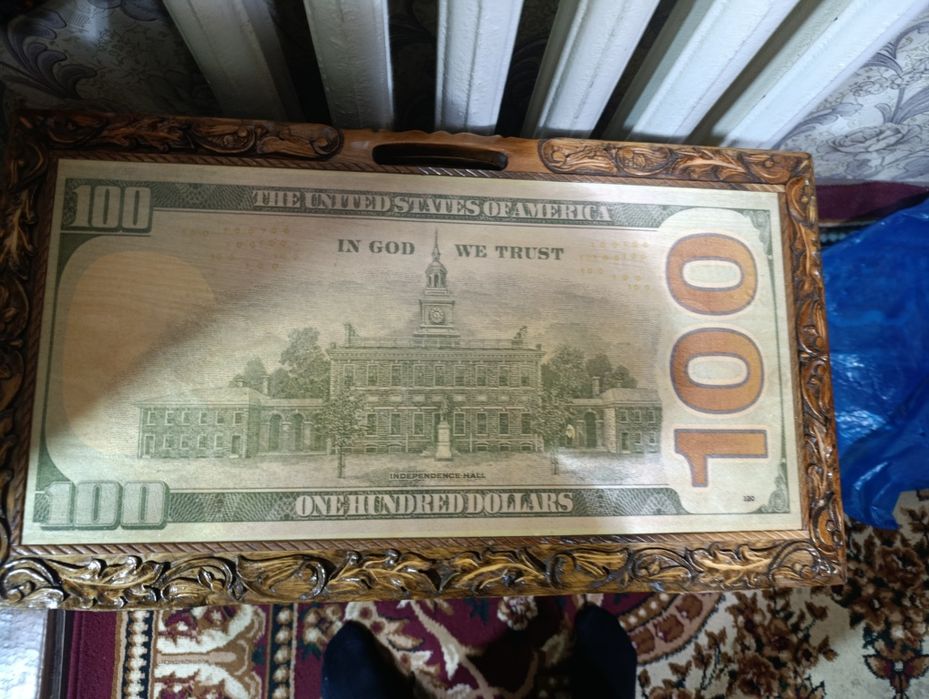 100
THE UNITED STATES OF AMERICA
IN GOD WE TRUST
100
INDEPENDENCE HALL
100
ONE HUNDRED DOLLARS